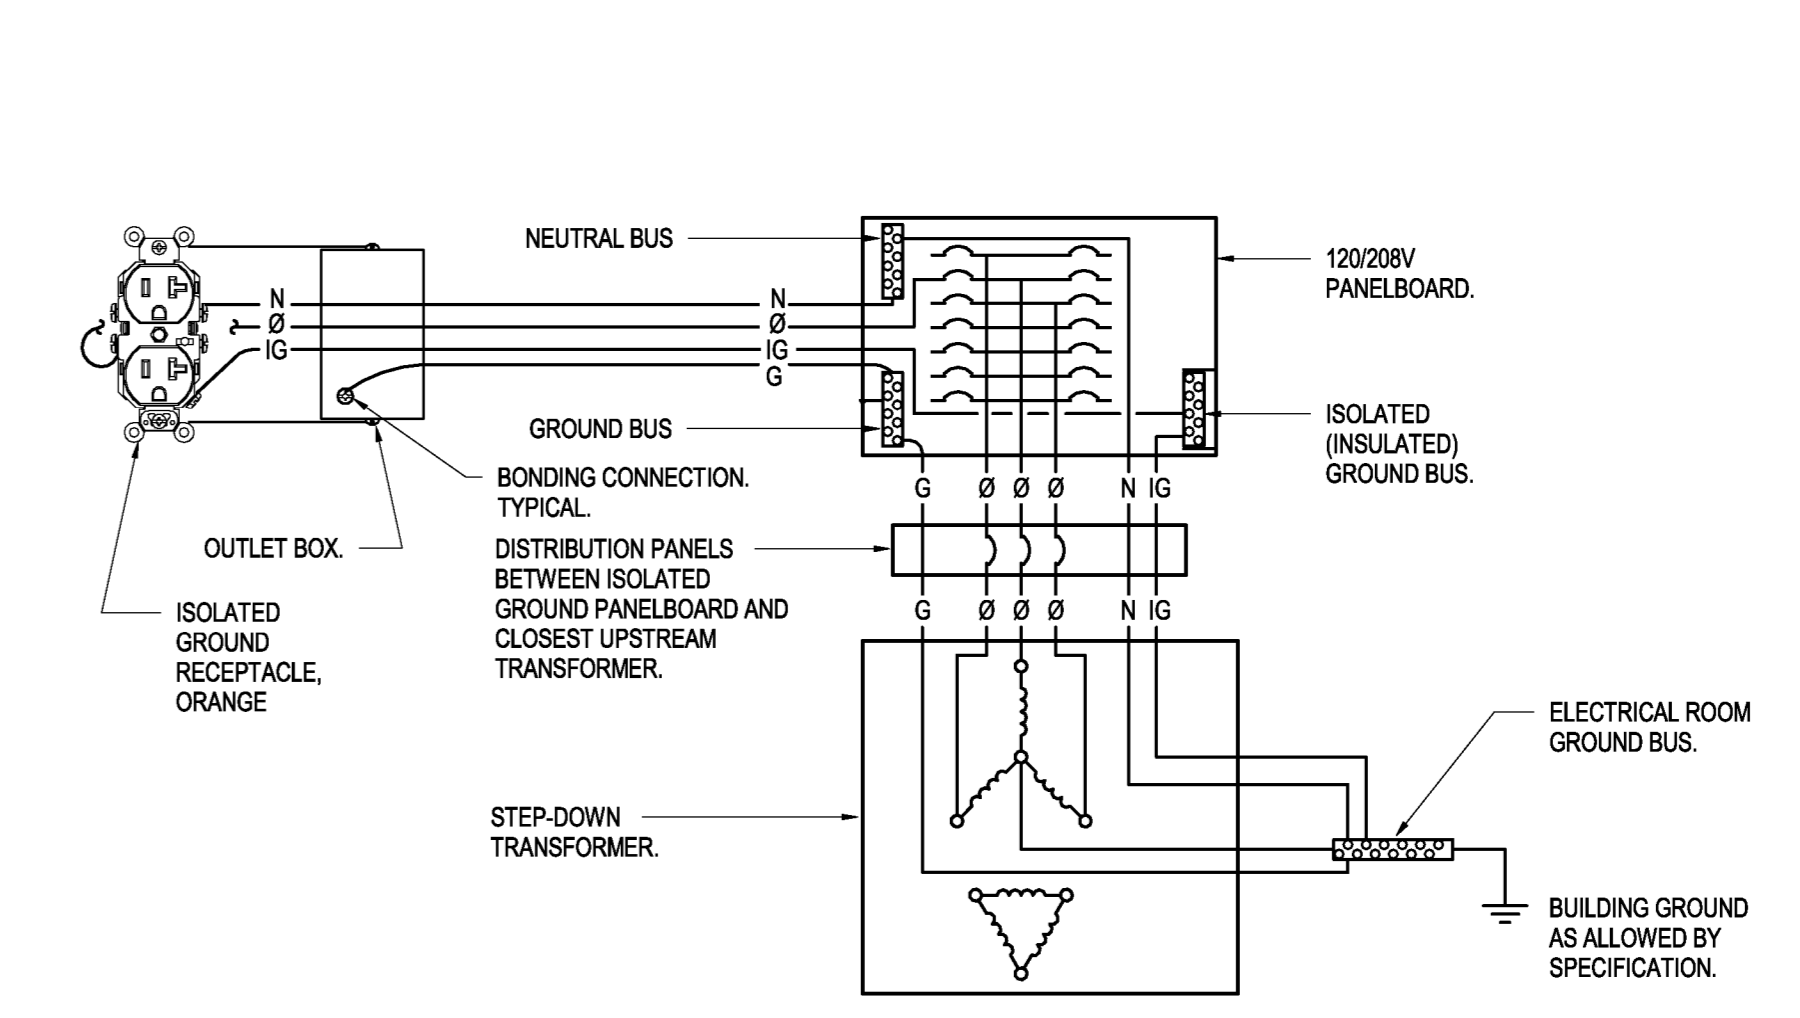 NEUTRAL BUS
120/208V
PANELBOARD.
N N
Ø Ø
IG IG
G
GROUND BUS
ISOLATED
(INSULATED)
GROUND BUS.
BONDING CONNECTION.
TYPICAL.
G Ø Ø Ø N IG
OUTLET BOX.
DISTRIBUTION PANELS
BETWEEN ISOLATED
GROUND PANELBOARD AND
CLOSEST UPSTREAM
TRANSFORMER.
G Ø Ø Ø N IG
ISOLATED
GROUND
RECEPTACLE,
ORANGE
ELECTRICAL ROOM
GROUND BUS.
STEP-DOWN
TRANSFORMER.
BUILDING GROUND
AS ALLOWED BY
SPECIFICATION.